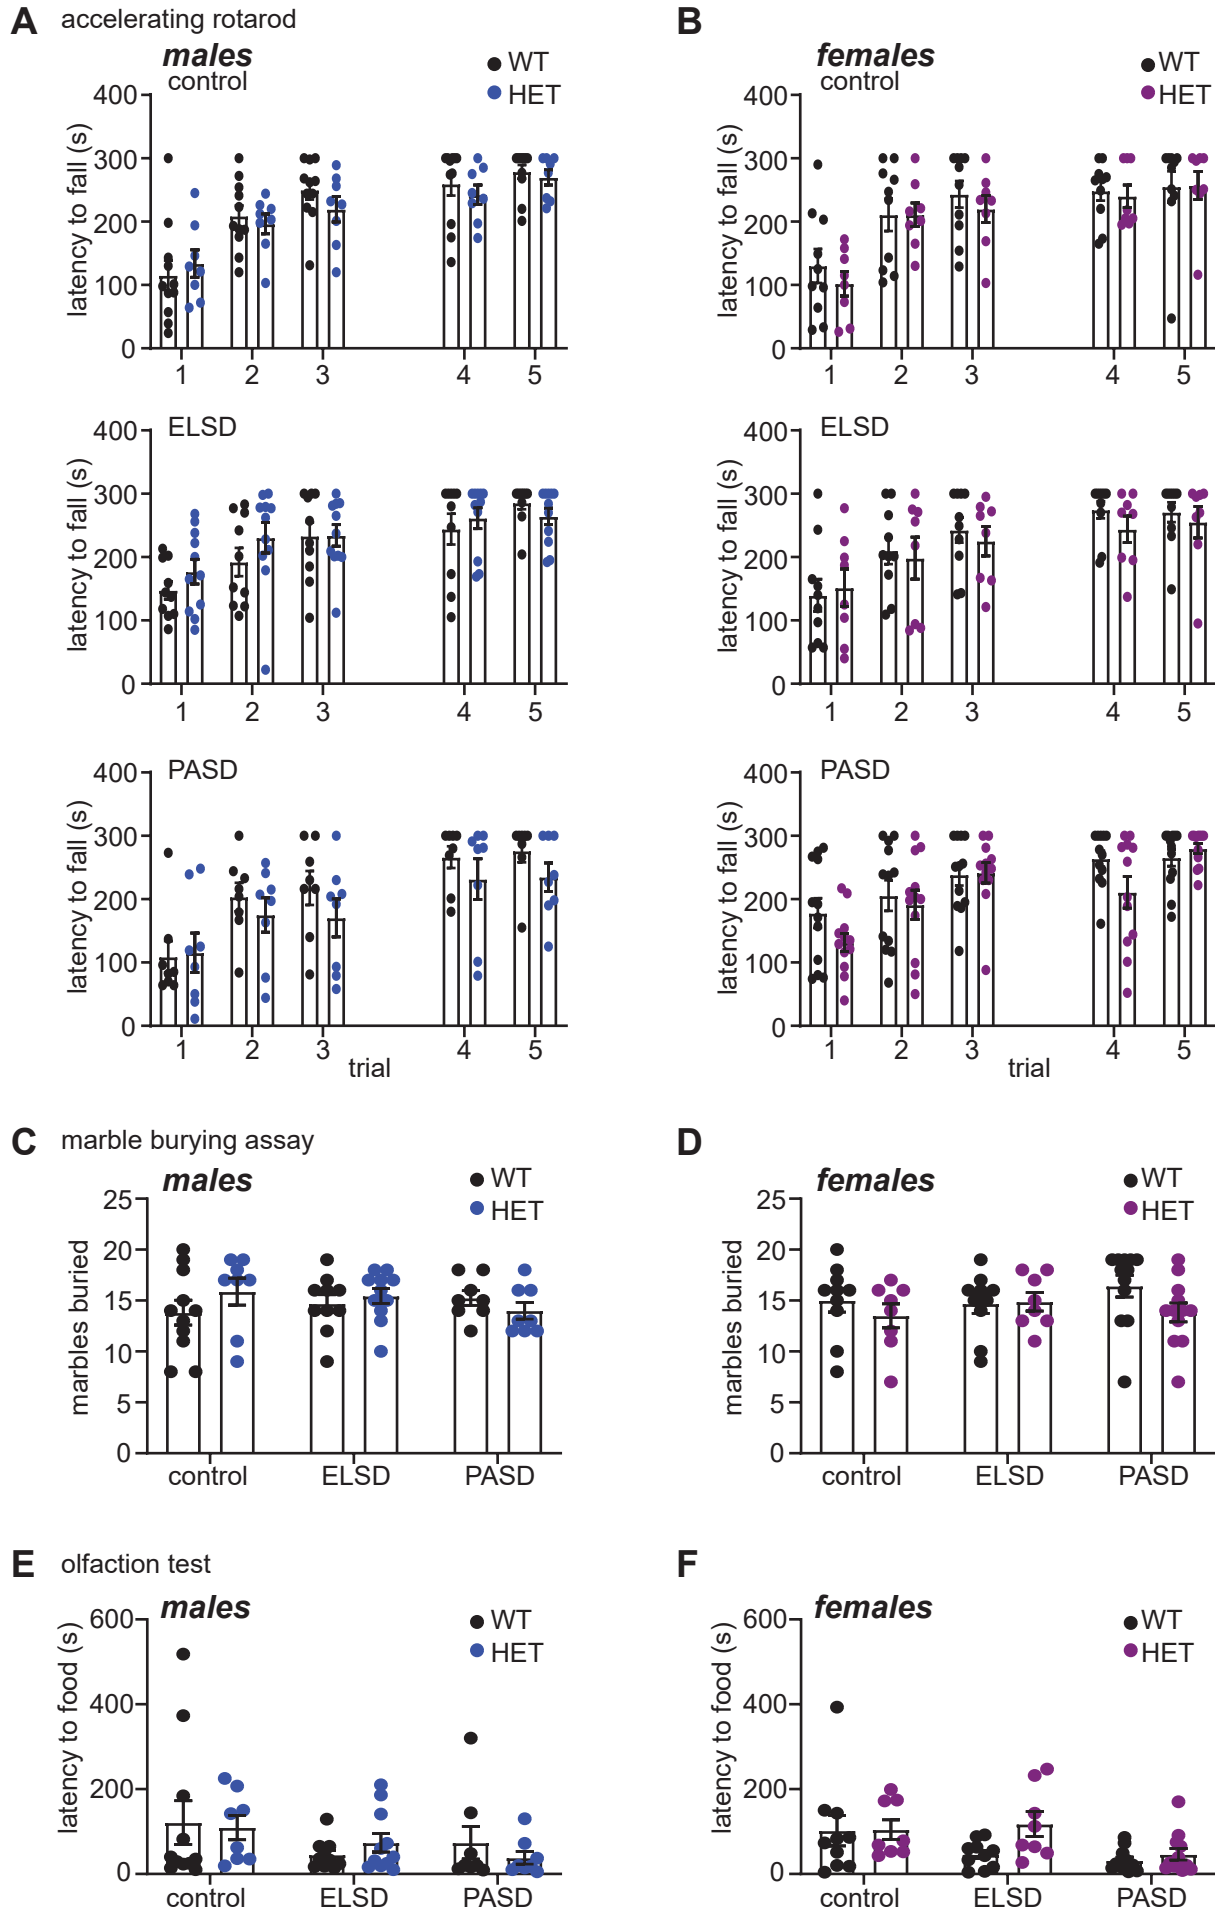 A accelerating rotarod
males
control
WT
HET
latency to fall (s)
400
300
200
100
0
1 2 3 4 5
B
females
control
WT
HET
latency to fall (s)
400
300
200
100
0
1 2 3 4 5
ELSD
latency to fall (s)
400
300
200
100
0
1 2 3 4 5
ELSD
latency to fall (s)
400
300
200
100
0
1 2 3 4 5
PASD
latency to fall (s)
400
300
200
100
0
1 2 3 4 5
trial
PASD
latency to fall (s)
400
300
200
100
0
1 2 3 4 5
trial
C marble burying assay
males
WT
HET
marbles buried
25
20
15
10
5
0
control ELSD PASD
D
females
WT
HET
marbles buried
25
20
15
10
5
0
control ELSD PASD
E olfaction test
males
WT
HET
latency to food (s)
600
400
200
0
control ELSD PASD
F
females
WT
HET
latency to food (s)
600
400
200
0
control ELSD PASD